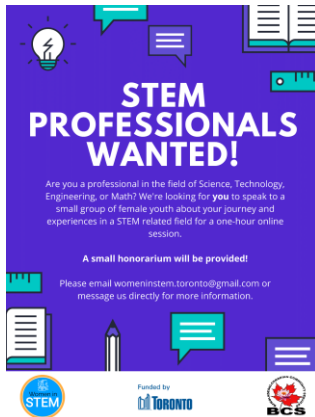 STEM
PROFESSIONALS
WANTED!
Are you a professional in the field of Science, Technology,
Engineering, or Math? We're looking for you to speak to a
small group of female youth about your journey and
experiences in a STEM related field for a one-hour online
session.
A small honorarium will be provided!
Please email womeninstem.toronto@gmail.com or
message us directly for more information.
STEM
Funded by
TORONTO
BCS